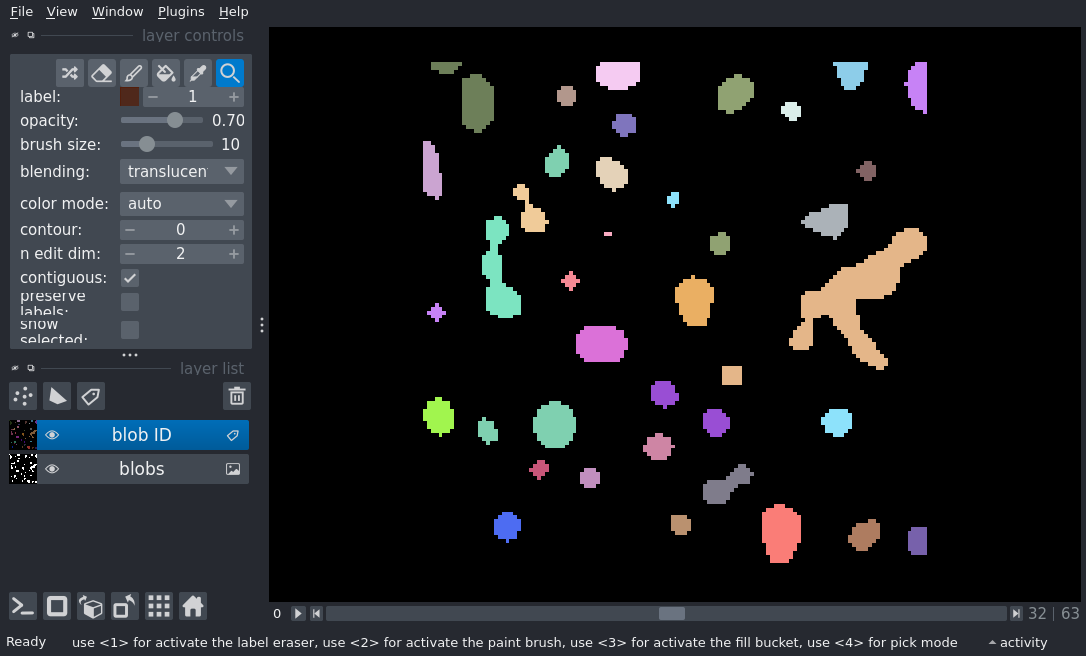 File View Window Plugins Help
layer controls
label: 1
opacity: 0.70
brush size: 10
blending: translucen
color mode: auto
contour: 0
n edit dim: 2
contiguous:
preserve
labels:
show
selected:
layer list
blob ID
blobs
0 32 63
Ready use <1> for activate the label eraser, use <2> for activate the paint brush, use <3> for activate the fill bucket, use <4> for pick mode activity